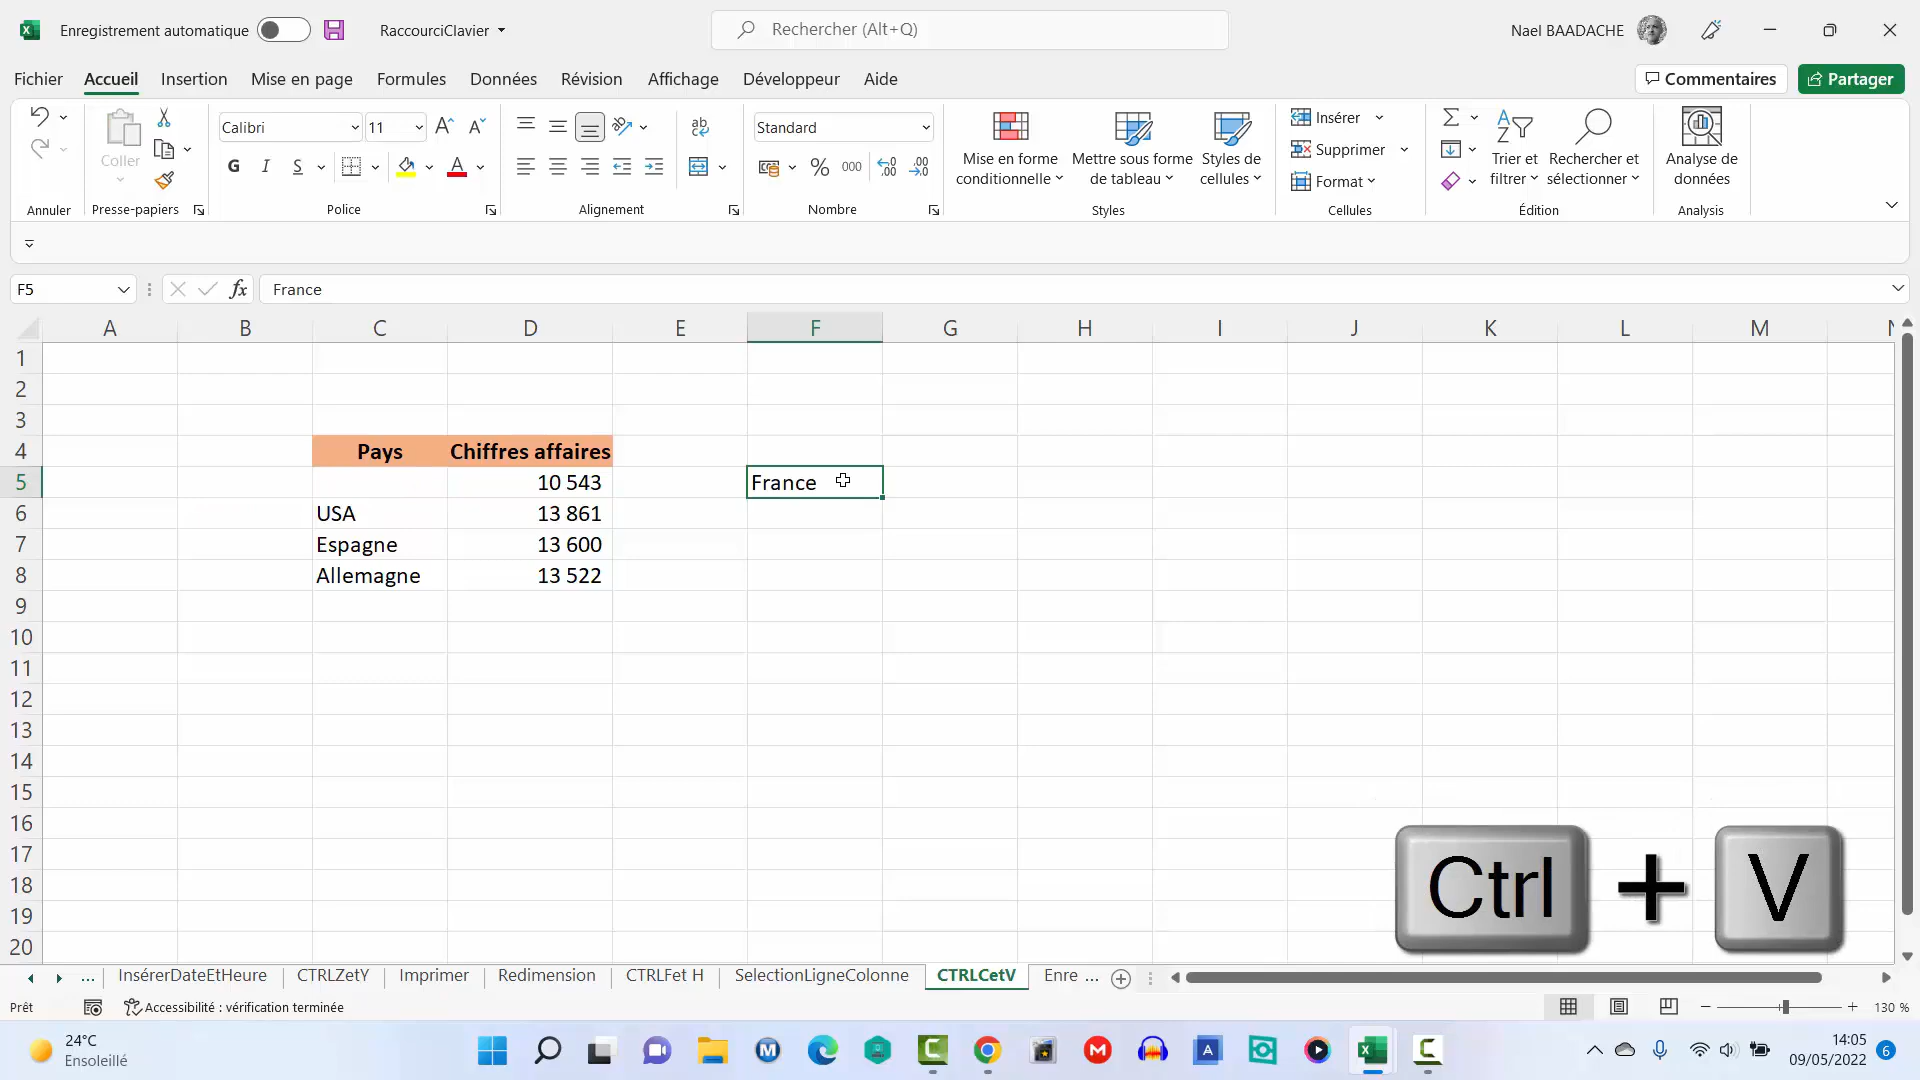 Enregistrement automatique
RaccourciClavier
Rechercher (Alt+Q)
Nael BAADACHE
Fichier Accueil Insertion Mise en page Formules Données Révision Affichage Développeur Aide
Commentaires Partager
Coller
Annuler
Presse-papiers
Calibri 11
G I S
Police
ab
Alignement
Standard
% 000
Nombre
Mise en forme
conditionnelle
Mettre sous forme
de tableau
Styles de
cellules
Styles
Insérer
Supprimer
Format
Cellules
Trier et
filtrer
Rechercher et
sélectionner
Édition
Analyse de
données
Analysis
F5 fx France
A B C D E F G H I J K L M N
1
2
3
4 Pays Chiffres affaires
5 10 543 France
6 USA 13 861
7 Espagne 13 600
8 Allemagne 13 522
9
10
11
12
13
14
15
16
17
18
19
20
Ctrl + V
... InsérerDateEtHeure CTRLZetY Imprimer Redimension CTRLFet H SelectionLigneColonne CTRLCetV Enre ...
Prêt Accessibilité : vérification terminée 130 %
24°C
Ensoleillé
14:05
09/05/2022 6